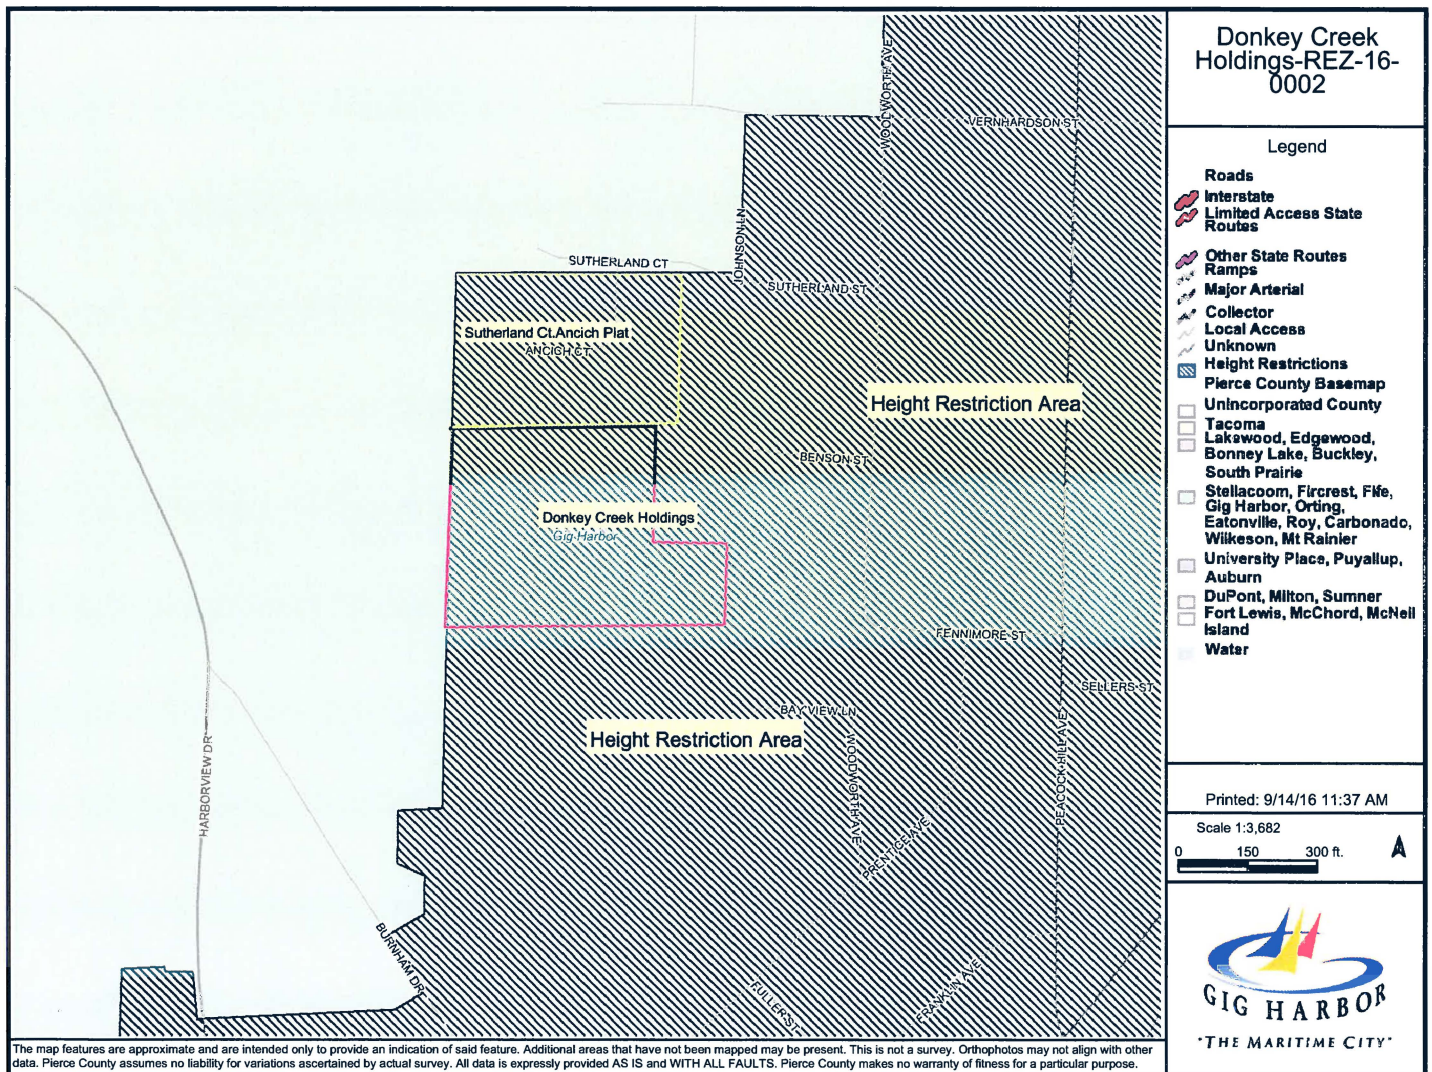 Donkey Creek
Holdings-REZ-16-
0002
Legend
Roads
Interstate
Limited Access State
Routes
Other State Routes
Ramps
Major Arterial
Collector
Local Access
Unknown
Height Restrictions
Pierce County Basemap
Unincorporated County
Tacoma
Lakewood, Edgewood,
Bonney Lake, Buckley,
South Prairie
Steilacoom, Fircrest, Fife,
Gig Harbor, Orting,
Eatonville, Roy, Carbonado,
Wilkeson, Mt Rainier
University Place, Puyallup,
Auburn
DuPont, Milton, Sumner
Fort Lewis, McChord, McNeil
Island
Water
Printed: 9/14/16 11:37 AM
Scale 1:3,682
0 150 300 ft.
GIG HARBOR
"THE MARITIME CITY"
WOODWORTH AVE
VERNHARDSON ST
JOHNSON LN
SUTHERLAND CT
SUTHERLAND ST
Sutherland Ct.Ancich Plat
ANCICH CT
Height Restriction Area
BENSON ST
Donkey Creek Holdings
Gig Harbor
FENNIMORE ST
SELLERS ST
BAY VIEW LN
Height Restriction Area
WOODWORTH AVE
PEACOCK HILL AVE
HARBORVIEW DR
PRENTICE AVE
BURNHAM DR
FULLER ST
FRANKLIN AVE
The map features are approximate and are intended only to provide an indication of said feature. Additional areas that have not been mapped may be present. This is not a survey. Orthophotos may not align with other
data. Pierce County assumes no liability for variations ascertained by actual survey. All data is expressly provided AS IS and WITH ALL FAULTS. Pierce County makes no warranty of fitness for a particular purpose.